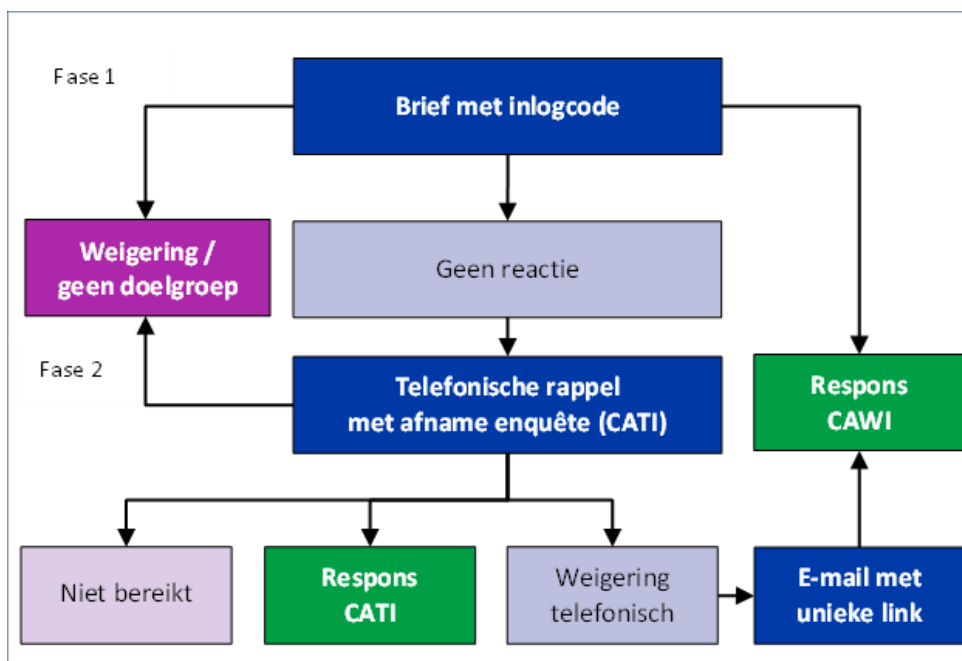 Fase 1
Brief met inlogcode
Weigering /
geen doelgroep
Geen reactie
Fase 2
Telefonische rappel
met afname enquête (CATI)
Respons
CAWI
Niet bereikt
Respons
CATI
Weigering
telefonisch
E-mail met
unieke link